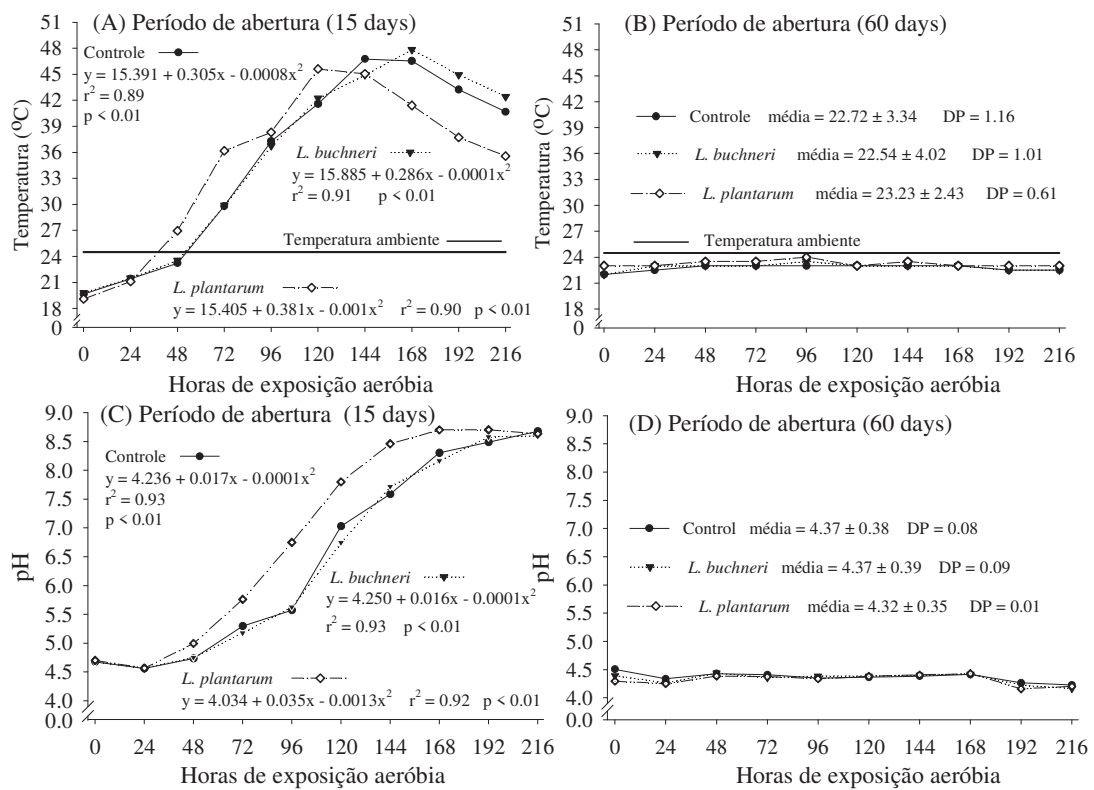 (A) Período de abertura (15 days)
51
48
45
42
39
36
33
30
27
24
21
18
0
Temperatura (ºC)
Controle
y = 15.391 + 0.305x - 0.0008x²
r² = 0.89
p < 0.01
L. buchneri
y = 15.885 + 0.286x - 0.0001x²
r² = 0.91 p < 0.01
Temperatura ambiente
L. plantarum
y = 15.405 + 0.381x - 0.001x² r² = 0.90 p < 0.01
0 24 48 72 96 120 144 168 192 216
Horas de exposição aeróbia
(B) Período de abertura (60 days)
51
48
45
42
39
36
33
30
27
24
21
18
0
Temperatura (ºC)
Controle média = 22.72 ± 3.34 DP = 1.16
L. buchneri média = 22.54 ± 4.02 DP = 1.01
L. plantarum média = 23.23 ± 2.43 DP = 0.61
Temperatura ambiente
0 24 48 72 96 120 144 168 192 216
Horas de exposição aeróbia
(C) Período de abertura (15 days)
9.0
8.5
8.0
7.5
7.0
6.5
6.0
5.5
5.0
4.5
4.0
0.0
pH
Controle
y = 4.236 + 0.017x - 0.0001x²
r² = 0.93
p < 0.01
L. buchneri
y = 4.250 + 0.016x - 0.0001x²
r² = 0.93 p < 0.01
L. plantarum
y = 4.034 + 0.035x - 0.0013x² r² = 0.92 p < 0.01
0 24 48 72 96 120 144 168 192 216
Horas de exposição aeróbia
(D) Período de abertura (60 days)
9.0
8.5
8.0
7.5
7.0
6.5
6.0
5.5
5.0
4.5
4.0
0.0
pH
Control média = 4.37 ± 0.38 DP = 0.08
L. buchneri média = 4.37 ± 0.39 DP = 0.09
L. plantarum média = 4.32 ± 0.35 DP = 0.01
0 24 48 72 96 120 144 168 192 216
Horas de exposição aeróbia